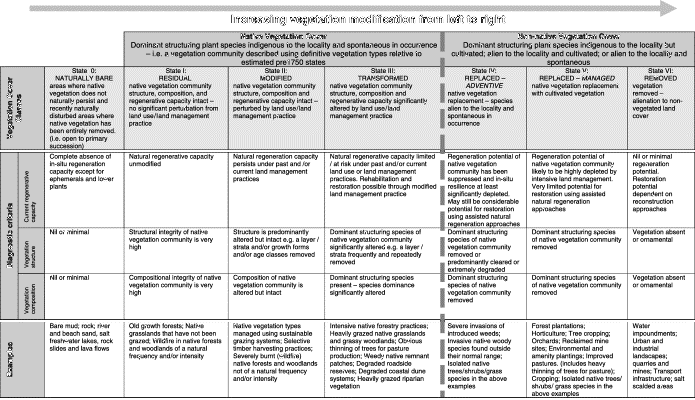 Increasing vegetation modification from left to right
Native Vegetation Cover
Dominant structuring plant species indigenous to the locality and spontaneous in occurrence
– i.e. a vegetation community described using definitive vegetation types relative to
estimated pre1750 states
Non-native Vegetation Cover
Dominant structuring plant species indigenous to the locality but
cultivated; alien to the locality and cultivated; or alien to the locality and
spontaneous
Vegetation Cover
Classes
State 0:
NATURALLY BARE
areas where native
vegetation does not
naturally persist and
recently naturally
disturbed areas where
native vegetation has
been entirely removed.
(i.e. open to primary
succession)
State I:
RESIDUAL
native vegetation community
structure, composition, and
regenerative capacity intact – no
significant perturbation from
land use/land management
practice
State II:
MODIFIED
native vegetation community
structure, composition and
regenerative capacity intact
– perturbed by land use/land
management practice
State III:
TRANSFORMED
native vegetation community
structure, composition and
regenerative capacity significantly
altered by land use/land
management practice
State IV:
REPLACED –
ADVENTIVE
native vegetation
replacement – species
alien to the locality and
spontaneous in
occurrence
State V:
REPLACED – MANAGED
native vegetation replacement
with cultivated vegetation
State VI:
REMOVED
vegetation
removed – alienation to
non-vegetated land
cover
Diagnostic criteria
Current regenerative
capacity
Complete absence of
in-situ regeneration
capacity except for
ephemerals and lower
plants
Natural regenerative capacity
unmodified
Natural regeneration capacity
persists under past and /or
current land management
practices
Natural regenerative capacity limited
/ at risk under past and/or current
land use or land management
practices. Rehabilitation and
restoration possible through modified
land management practice
Regeneration potential of
native vegetation
community has been
suppressed and in-situ
resilience at least
significantly depleted.
May still be considerable
potential for restoration
using assisted natural
regeneration approaches
Regeneration potential of
native vegetation community
likely to be highly depleted by
intensive land management.
Very limited potential for
restoration using assisted
natural regeneration
approaches
Nil or minimal
regeneration
potential.
Restoration
potential
dependent on
reconstruction
approaches
Vegetation
structure
Nil or minimal
Structural integrity of native
vegetation community is very
high
Structure is predominantly
altered but intact e.g. a layer /
strata and/or growth forms
and/or age classes removed
Dominant structuring species of
native vegetation community
significantly altered e.g. a layer /
strata frequently and repeatedly
removed
Dominant structuring
species of native
vegetation community
removed or
predominantly cleared or
extremely degraded
Dominant structuring species
of native vegetation community
removed
Vegetation absent
or ornamental
Vegetation
composition
Nil or minimal
Compositional integrity of native
vegetation community is very
high
Composition of native
vegetation community is
altered but intact
Dominant structuring species
present – species dominance
significantly altered
Dominant structuring
species of native
vegetation community
removed
Dominant structuring species
of native vegetation community
removed
Vegetation absent
or ornamental
Examples
Bare mud; rock; river
and beach sand, salt
freshwater lakes, rock
slides and lava flows
Old growth forests; Native
grasslands that have not been
grazed; Wildfire in native forests
and woodlands of a natural
frequency and/or intensity
Native vegetation types
managed using sustainable
grazing systems; Selective
timber harvesting practices;
Severely burnt (wildfire)
native forests and woodlands
not of a natural frequency
and/or intensity
Intensive native forestry practices;
Heavily grazed native grasslands
and grassy woodlands; Obvious
thinning of trees for pasture
production; Weedy native remnant
patches; Degraded roadside
reserves; Degraded coastal dune
systems; Heavily grazed riparian
vegetation
Severe invasions of
introduced weeds;
Invasive native woody
species found outside
their normal range;
Isolated native
trees/shrubs/grass
species in the above
examples
Forest plantations;
Horticulture; Tree cropping;
Orchards; Reclaimed mine
sites; Environmental and
amenity plantings; Improved
pastures. (includes heavy
thinning of trees for pasture);
Cropping; Isolated native trees/
shrubs/ grass species in the
above examples
Water
impoundments;
Urban and
industrial
landscapes;
quarries and
mines; Transport
infrastructure; salt
scalded areas